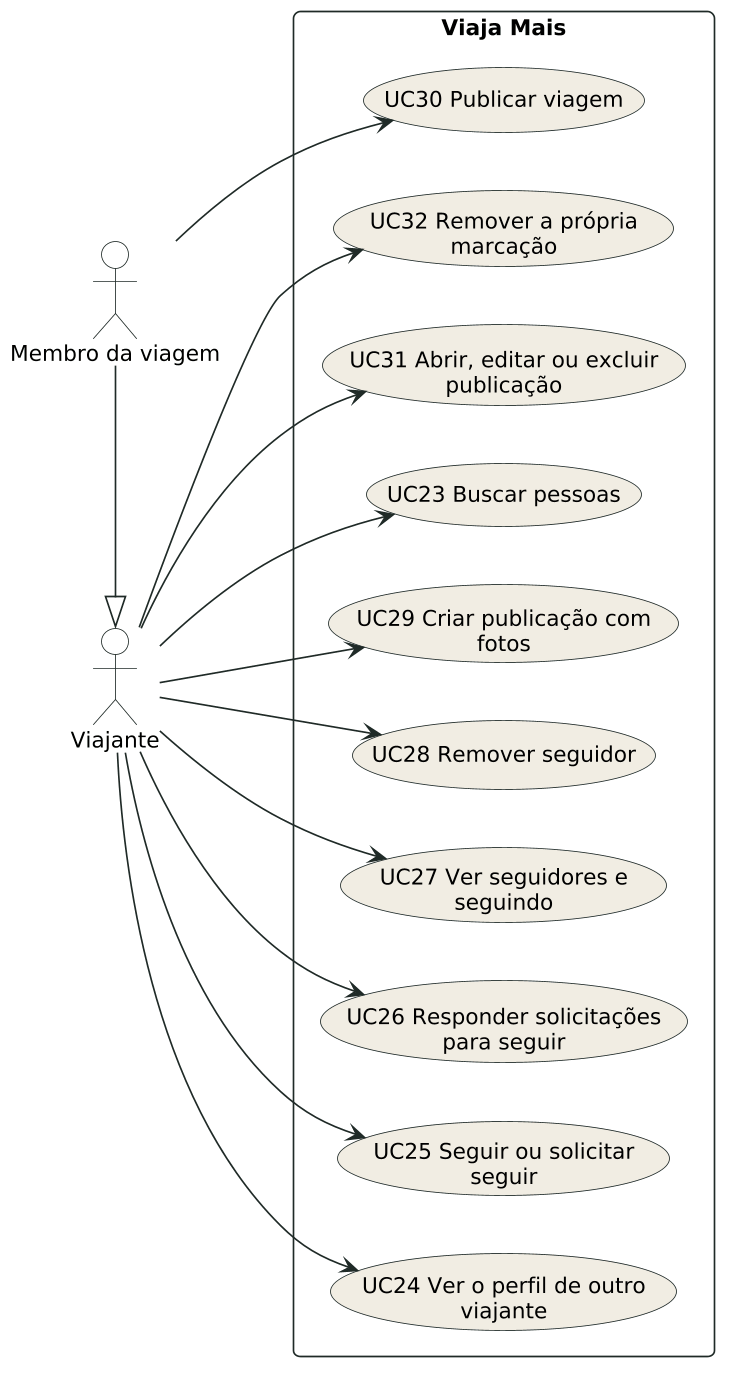 Viaja Mais
UC30 Publicar viagem
UC32 Remover a própria
marcação
Membro da viagem
UC31 Abrir, editar ou excluir
publicação
UC23 Buscar pessoas
UC29 Criar publicação com
fotos
Viajante
UC28 Remover seguidor
UC27 Ver seguidores e
seguindo
UC26 Responder solicitações
para seguir
UC25 Seguir ou solicitar
seguir
UC24 Ver o perfil de outro
viajante